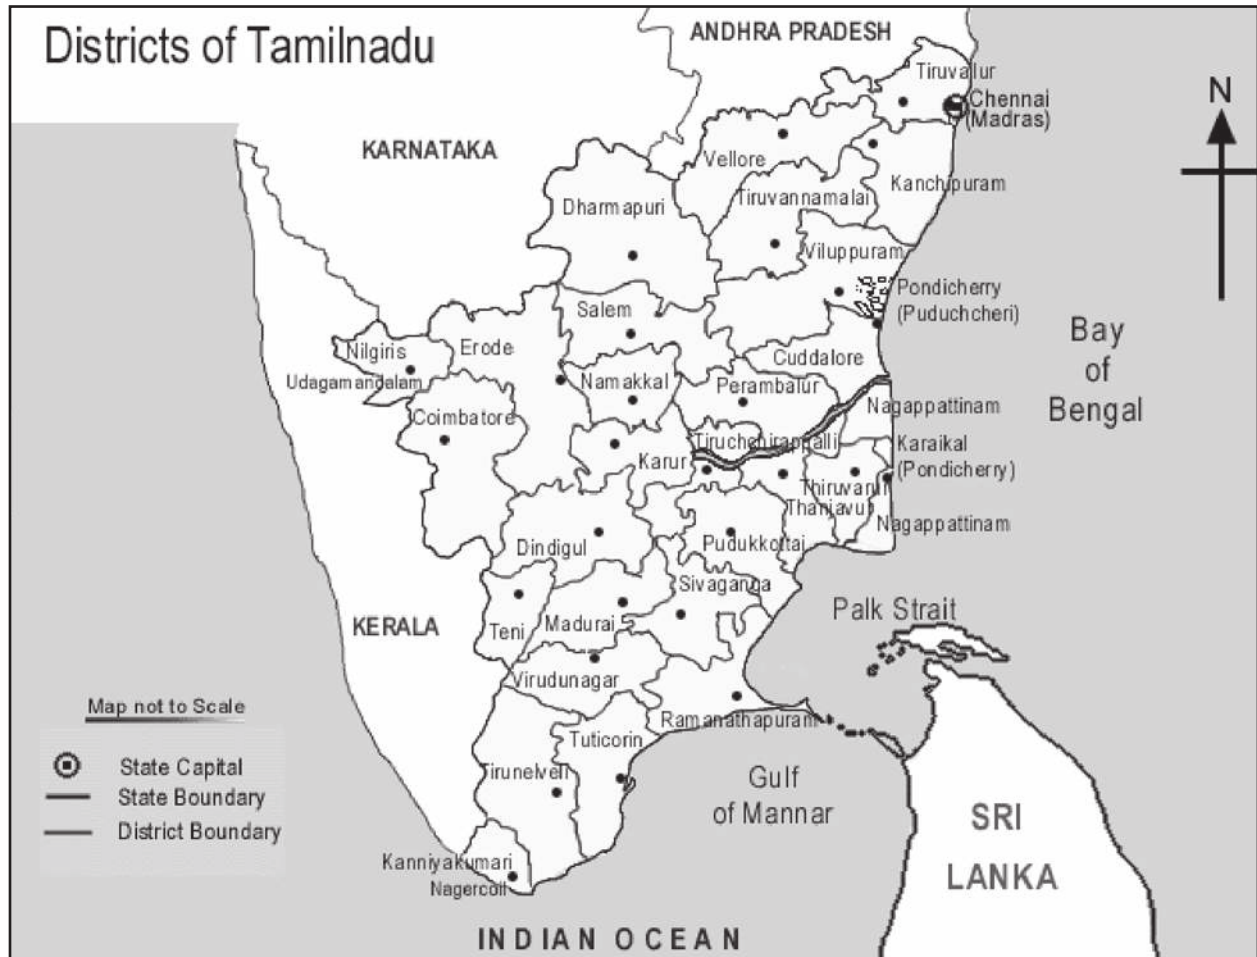 Districts of Tamilnadu
ANDHRA PRADESH
Tiruvalur
N
Chennai
(Madras)
KARNATAKA
Vellore
Kanchipuram
Tiruvannamalai
Dharmapuri
Viluppuram
Pondicherry
(Puduchcheri)
Salem
Bay
of
Bengal
Nilgiris
Erode
Cuddalore
Udagamandalam
Namakkal
Perambalur
Coimbatore
Nagappattinam
Tiruchchirappalli
Karaikal
(Pondicherry)
Karur
Thiruvarur
Thanjavur
Nagappattinam
Dindigul
Pudukkottai
Sivaganga
Palk Strait
KERALA
Teni
Madurai
Virudunagar
Map not to Scale
Ramanathapuram
Tuticorin
State Capital
Tirunelveli
Gulf
of Mannar
State Boundary
District Boundary
SRI
LANKA
Kanniyakumari
Nagercoil
INDIAN OCEAN